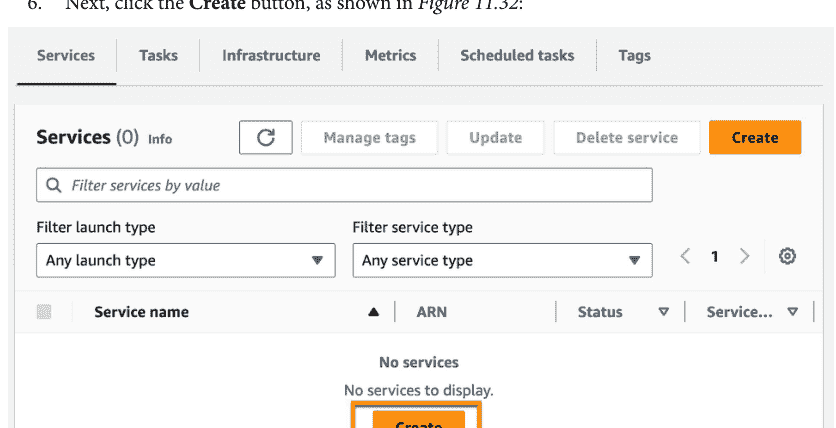 6. Next, click the Create button, as shown in Figure 11.32:
Services Tasks Infrastructure Metrics Scheduled tasks Tags
Services (0) Info Manage tags Update Delete service Create
Filter services by value
Filter launch type Filter service type
Any launch type Any service type 1
Service name ARN Status Service...
No services
No services to display.
Create